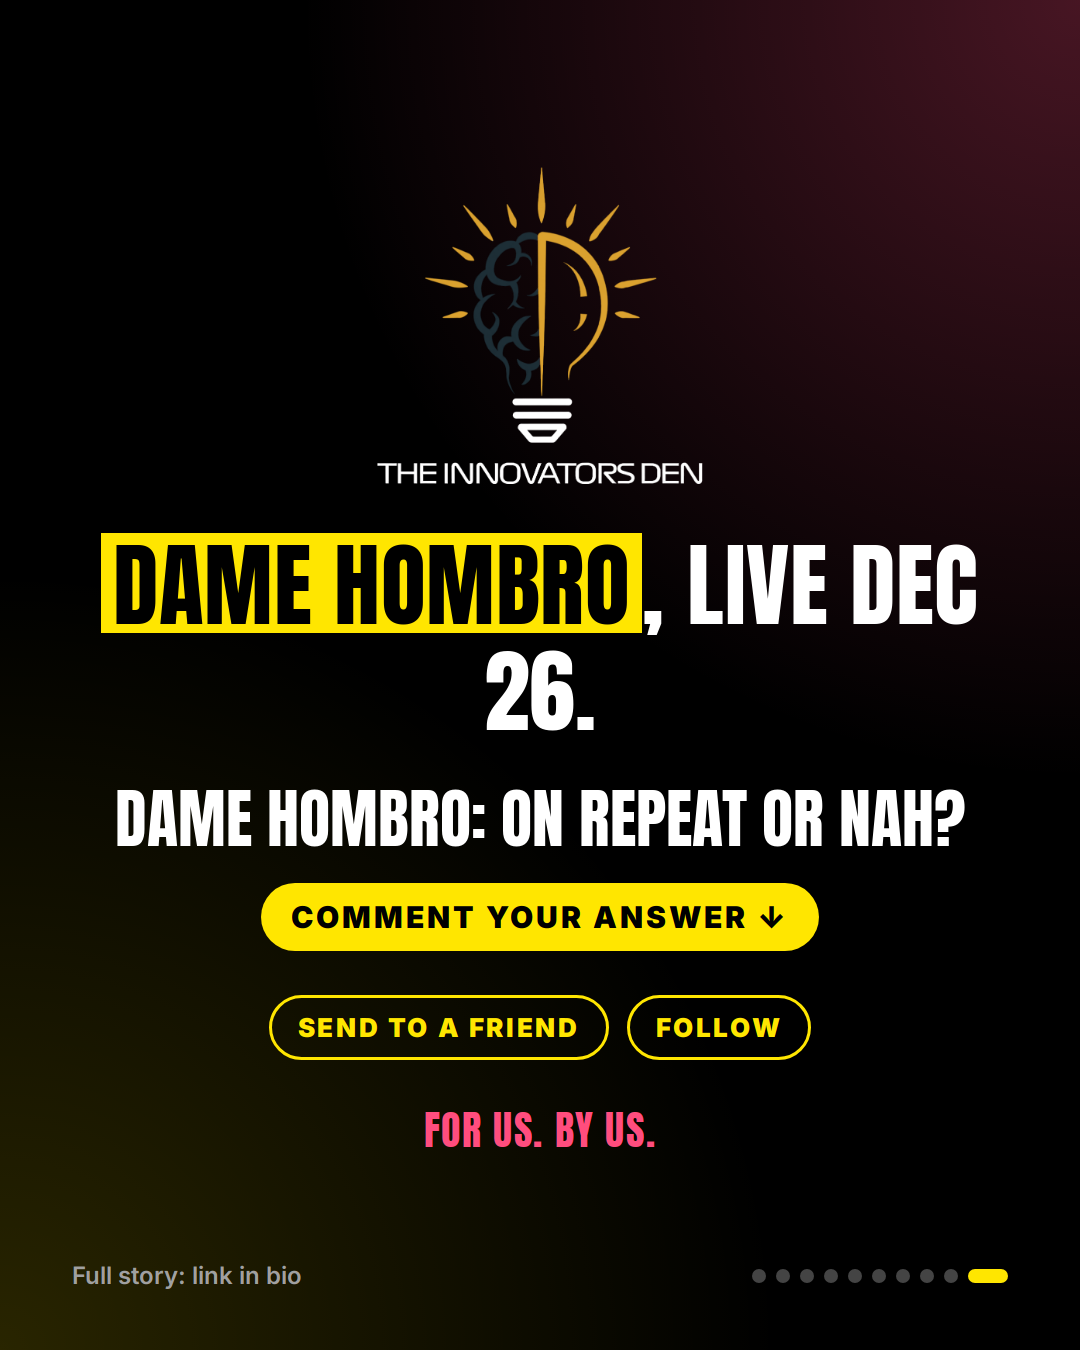 THE INNOVATORS DEN
DAME HOMBRO, LIVE DEC
26.
DAME HOMBRO: ON REPEAT OR NAH?
COMMENT YOUR ANSWER ↓
SEND TO A FRIEND
FOLLOW
FOR US. BY US.
Full story: link in bio